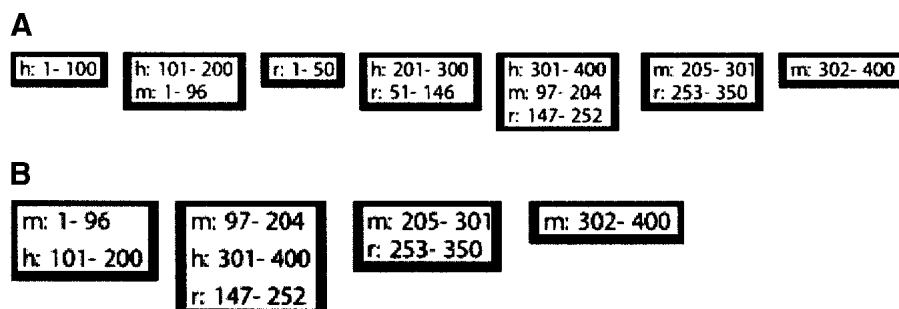 A
h: 1- 100
h: 101- 200
m: 1- 96
r: 1- 50
h: 201- 300
r: 51- 146
h: 301- 400
m: 97- 204
r: 147- 252
m: 205- 301
r: 253- 350
m: 302- 400
B
m: 1- 96
h: 101- 200
m: 97- 204
h: 301- 400
r: 147- 252
m: 205- 301
r: 253- 350
m: 302- 400